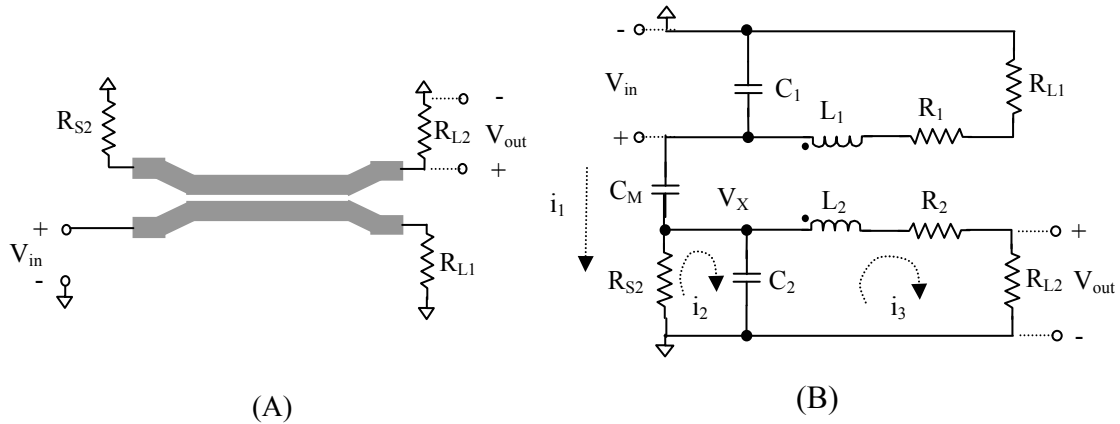 R_S2
-
R_L2
V_out
+
+
V_in
-
R_L1
(A)
-
V_in
+
C_1
R_L1
L_1
R_1
C_M
i_1
V_X
L_2
R_2
+
R_S2
i_2
C_2
i_3
R_L2
V_out
-
(B)